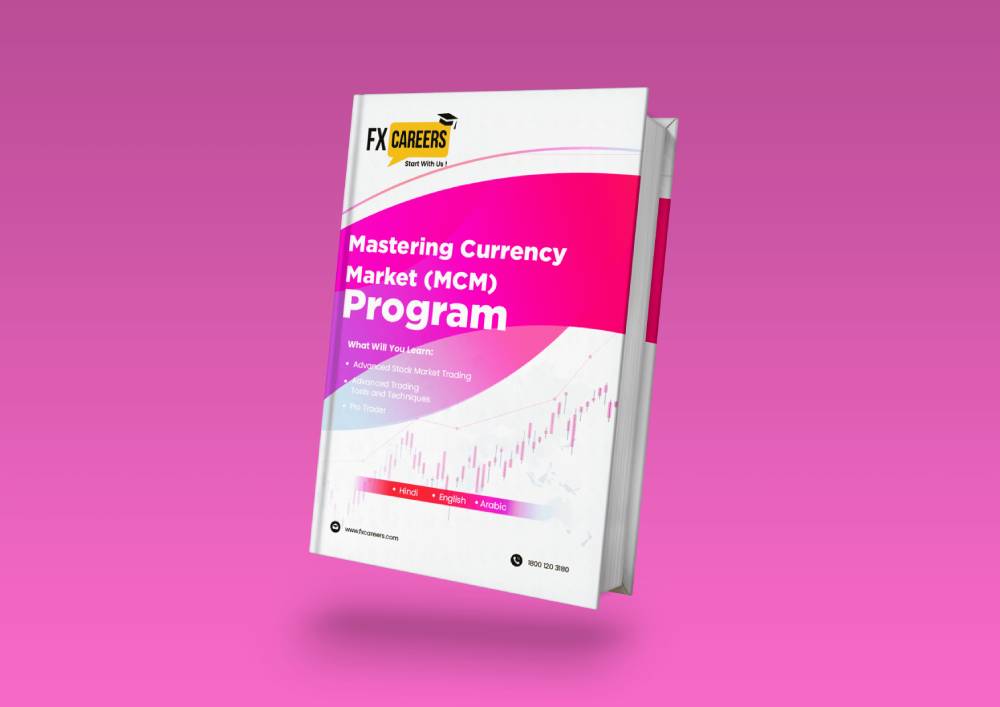 FX CAREERS
Start With Us !
Mastering Currency
Market (MCM)
Program
What Will You Learn:
• Advanced Stock Market Trading
• Advanced Trading
Tools and Techniques
• Pro Trader
• Hindi • English • Arabic
www.fxcareers.com
1800 120 3180